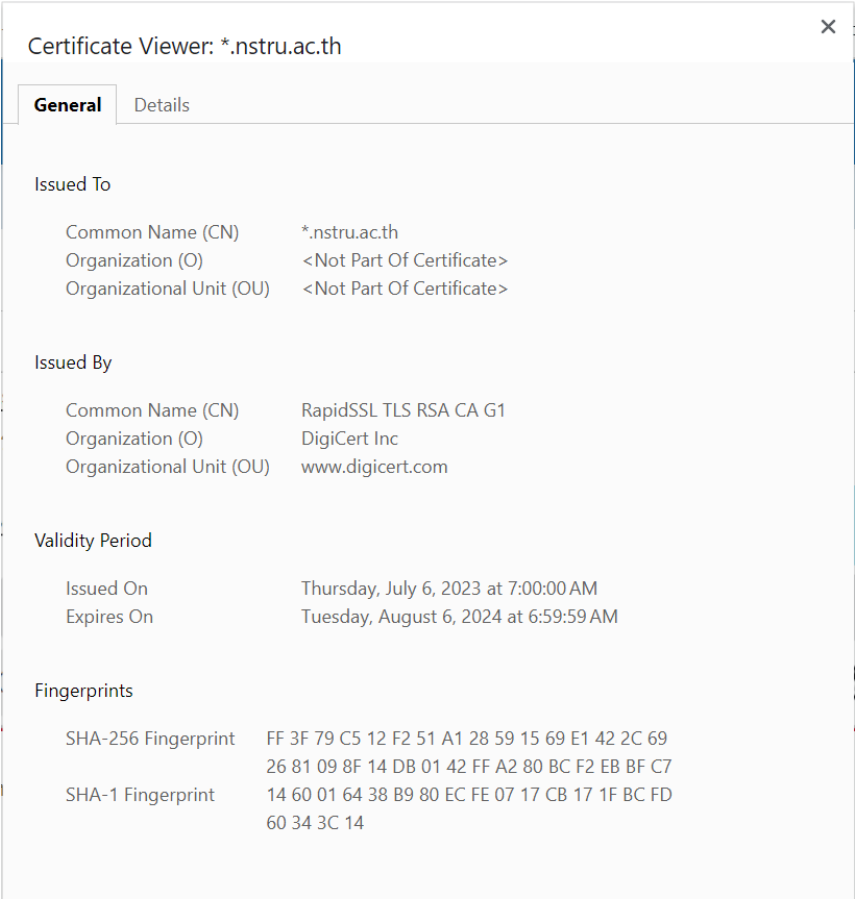 Certificate Viewer: *.nstru.ac.th
General Details
Issued To
Common Name (CN) *.nstru.ac.th
Organization (O) <Not Part Of Certificate>
Organizational Unit (OU) <Not Part Of Certificate>
Issued By
Common Name (CN) RapidSSL TLS RSA CA G1
Organization (O) DigiCert Inc
Organizational Unit (OU) www.digicert.com
Validity Period
Issued On Thursday, July 6, 2023 at 7:00:00 AM
Expires On Tuesday, August 6, 2024 at 6:59:59 AM
Fingerprints
SHA-256 Fingerprint FF 3F 79 C5 12 F2 51 A1 28 59 15 69 E1 42 2C 69
26 81 09 8F 14 DB 01 42 FF A2 80 BC F2 EB BF C7
SHA-1 Fingerprint 14 60 01 64 38 B9 80 EC FE 07 17 CB 17 1F BC FD
60 34 3C 14